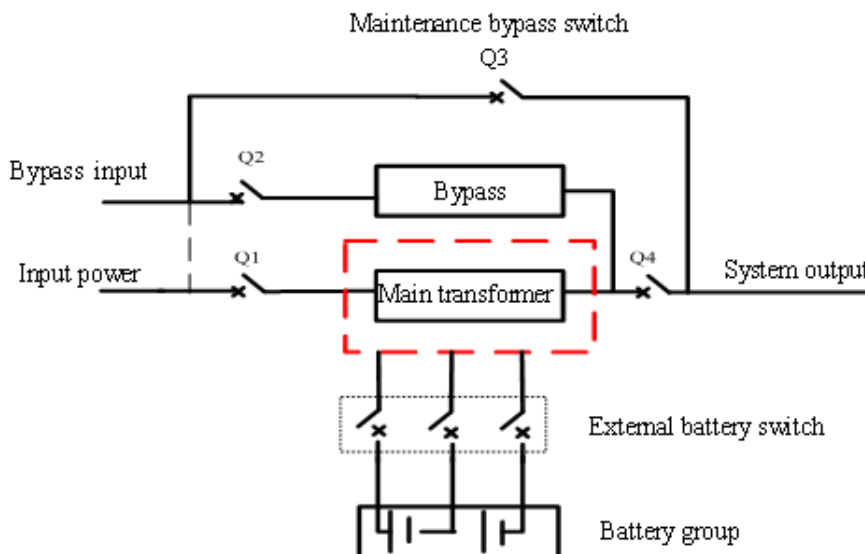 Maintenance bypass switch
Q3
Q2
Bypass input
Bypass
Q1
Q4
Input power
Main transformer
System output
External battery switch
Battery group